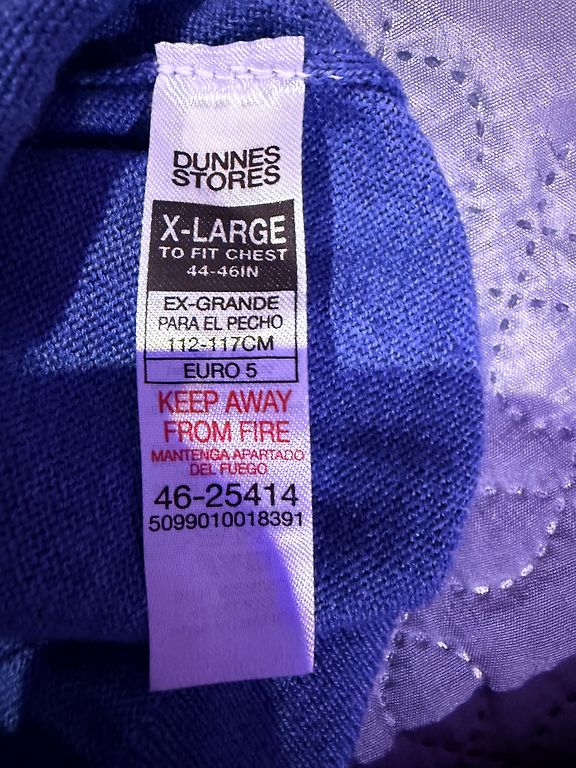 DUNNES
STORES
X-LARGE
TO FIT CHEST
44-46IN
EX-GRANDE
PARA EL PECHO
112-117CM
EURO 5
KEEP AWAY
FROM FIRE
MANTENGA APARTADO
DEL FUEGO
46-25414
5099010018391